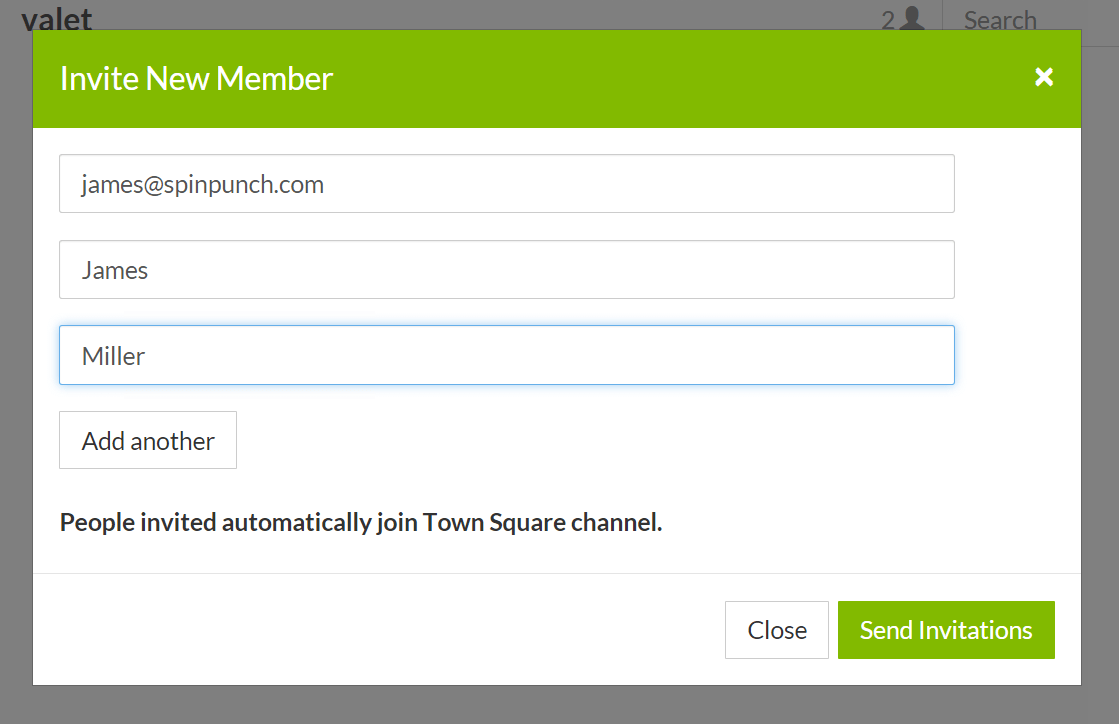 valet
2 Search
Invite New Member
james@spinpunch.com
James
Miller
Add another
People invited automatically join Town Square channel.
Close Send Invitations